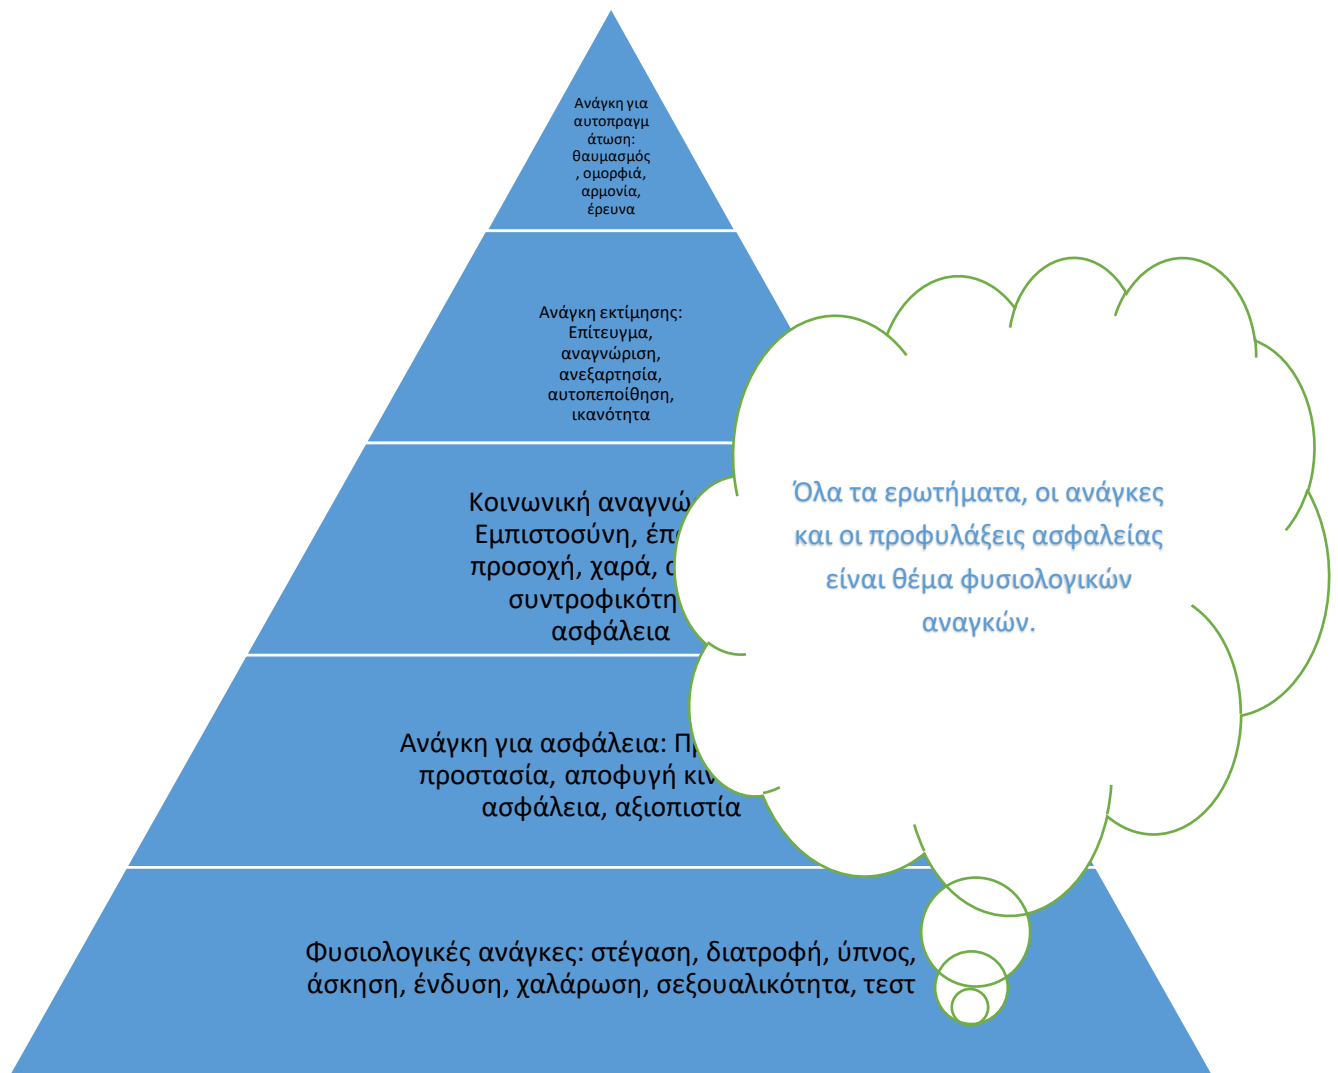 Ανάγκη για
αυτοπραγμ
άτωση:
θαυμασμός
, ομορφιά,
αρμονία,
έρευνα
Ανάγκη εκτίμησης:
Επίτευγμα,
αναγνώριση,
ανεξαρτησία,
αυτοπεποίθηση,
ικανότητα
Κοινωνική
Εμπιστοσύνη,
προσοχή, χαρά,
ασφάλεια
Όλα τα ερωτήματα, οι ανάγκες
και οι προφυλάξεις ασφαλείας
είναι θέμα φυσιολογικών
αναγκών.
Ανάγκη για ασφάλεια:
προστασία, αποφυγή
ασφάλεια, αξιοπιστία
Φυσιολογικές ανάγκες: στέγαση, διατροφή, ύπνος,
άσκηση, ένδυση, χαλάρωση, σεξουαλικότητα, τεστ